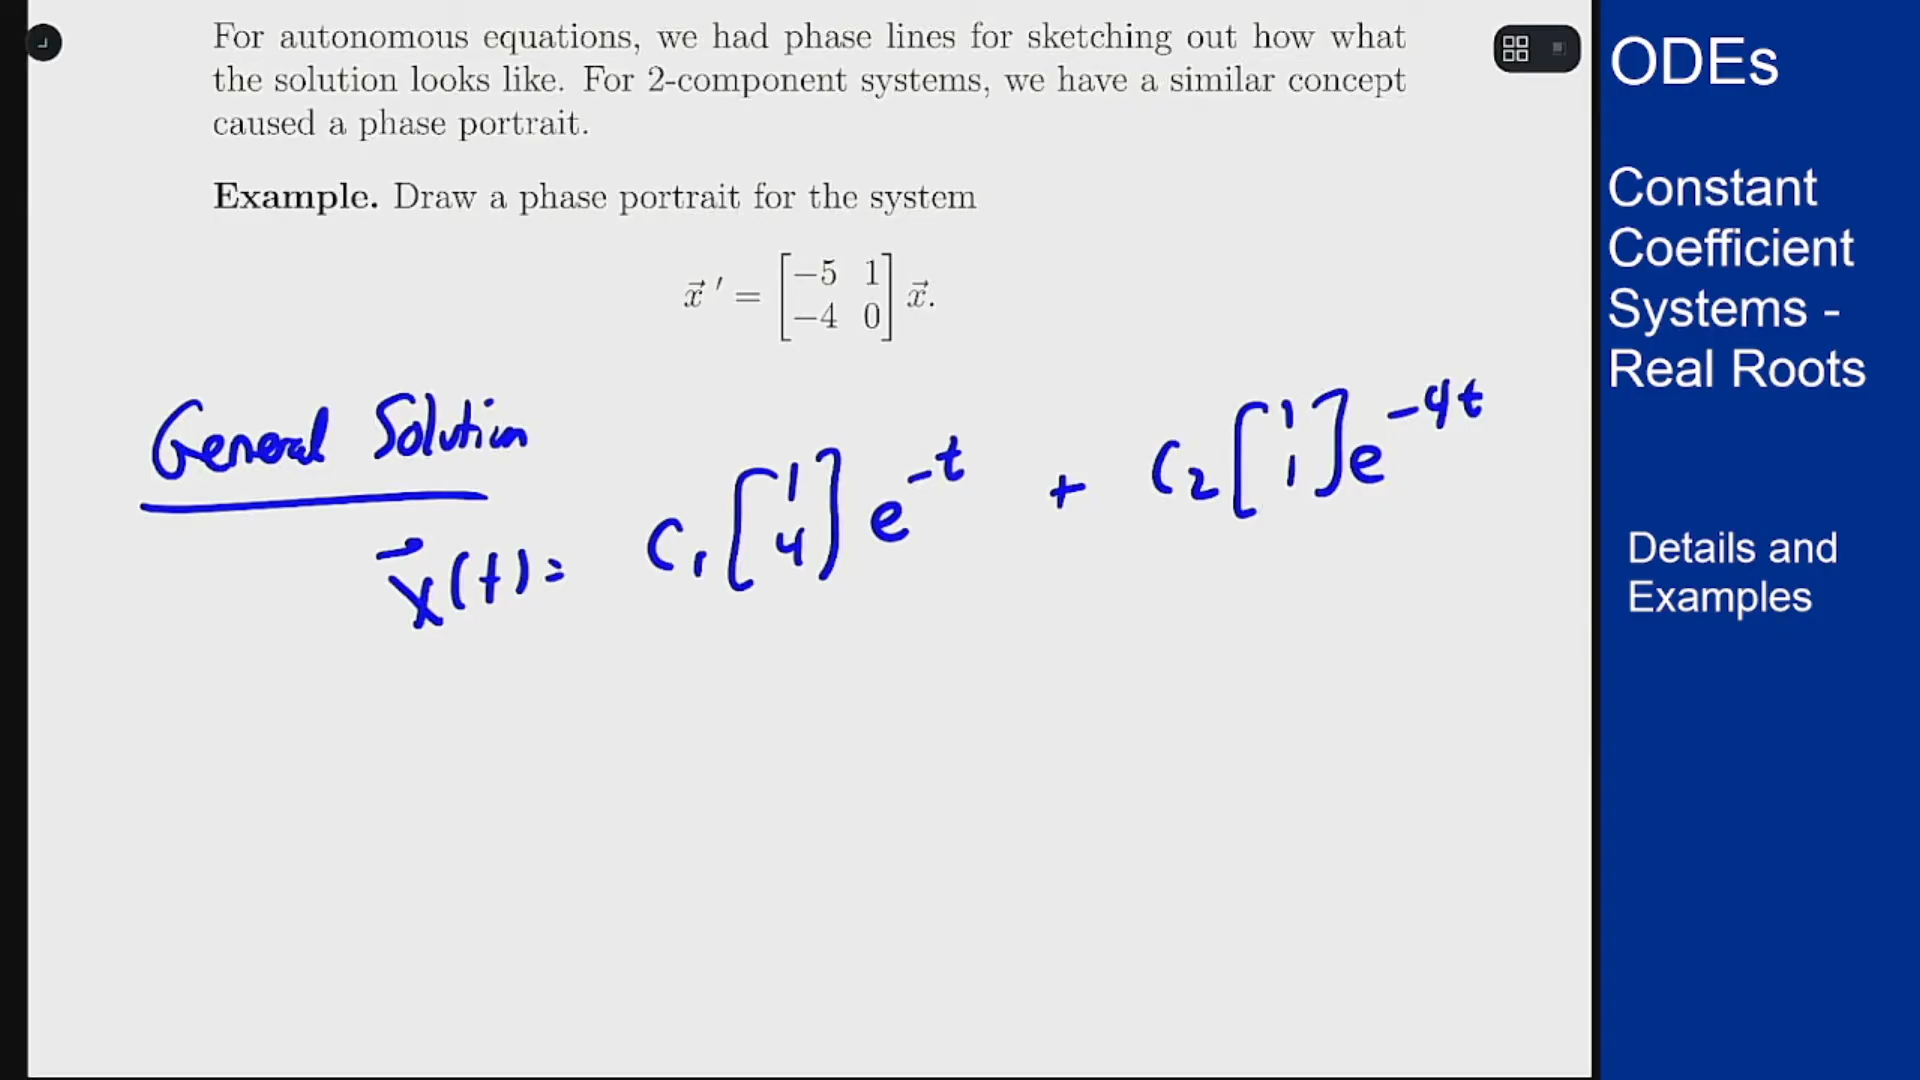 For autonomous equations, we had phase lines for sketching out how what
the solution looks like. For 2-component systems, we have a similar concept
caused a phase portrait.
Example. Draw a phase portrait for the system
x⃗ ′ = [−5 1; −4 0] x⃗.
General Solution
x⃗(t) = C₁ [1; 4] e^{-t} + C₂ [1; 1] e^{-4t}
ODEs
Constant
Coefficient
Systems -
Real Roots
Details and
Examples